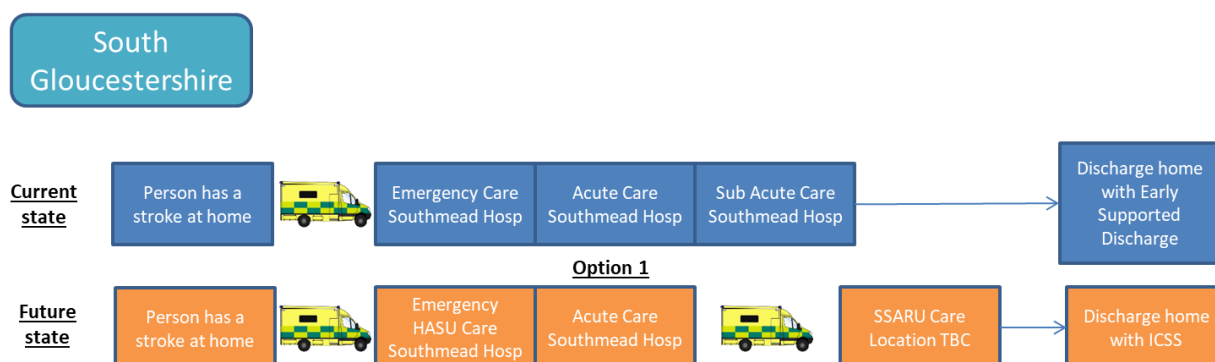 South
Gloucestershire
Current
state
Person has a
stroke at home
Emergency Care
Southmead Hosp
Acute Care
Southmead Hosp
Sub Acute Care
Southmead Hosp
Discharge home
with Early
Supported
Discharge
Option 1
Future
state
Person has a
stroke at home
Emergency
HASU Care
Southmead Hosp
Acute Care
Southmead Hosp
SSARU Care
Location TBC
Discharge home
with ICSS